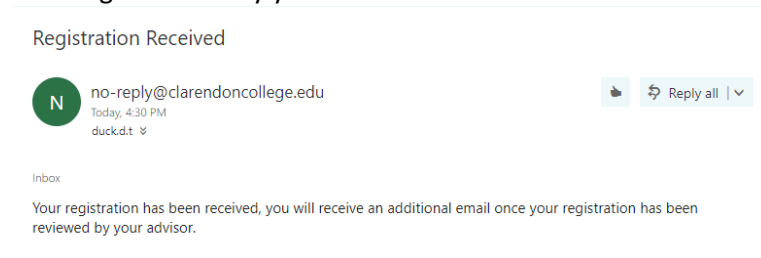 Registration Received
N
no-reply@clarendoncollege.edu
Reply all
Today, 4:30 PM
duck.d.t
Inbox
Your registration has been received, you will receive an additional email once your registration has been
reviewed by your advisor.